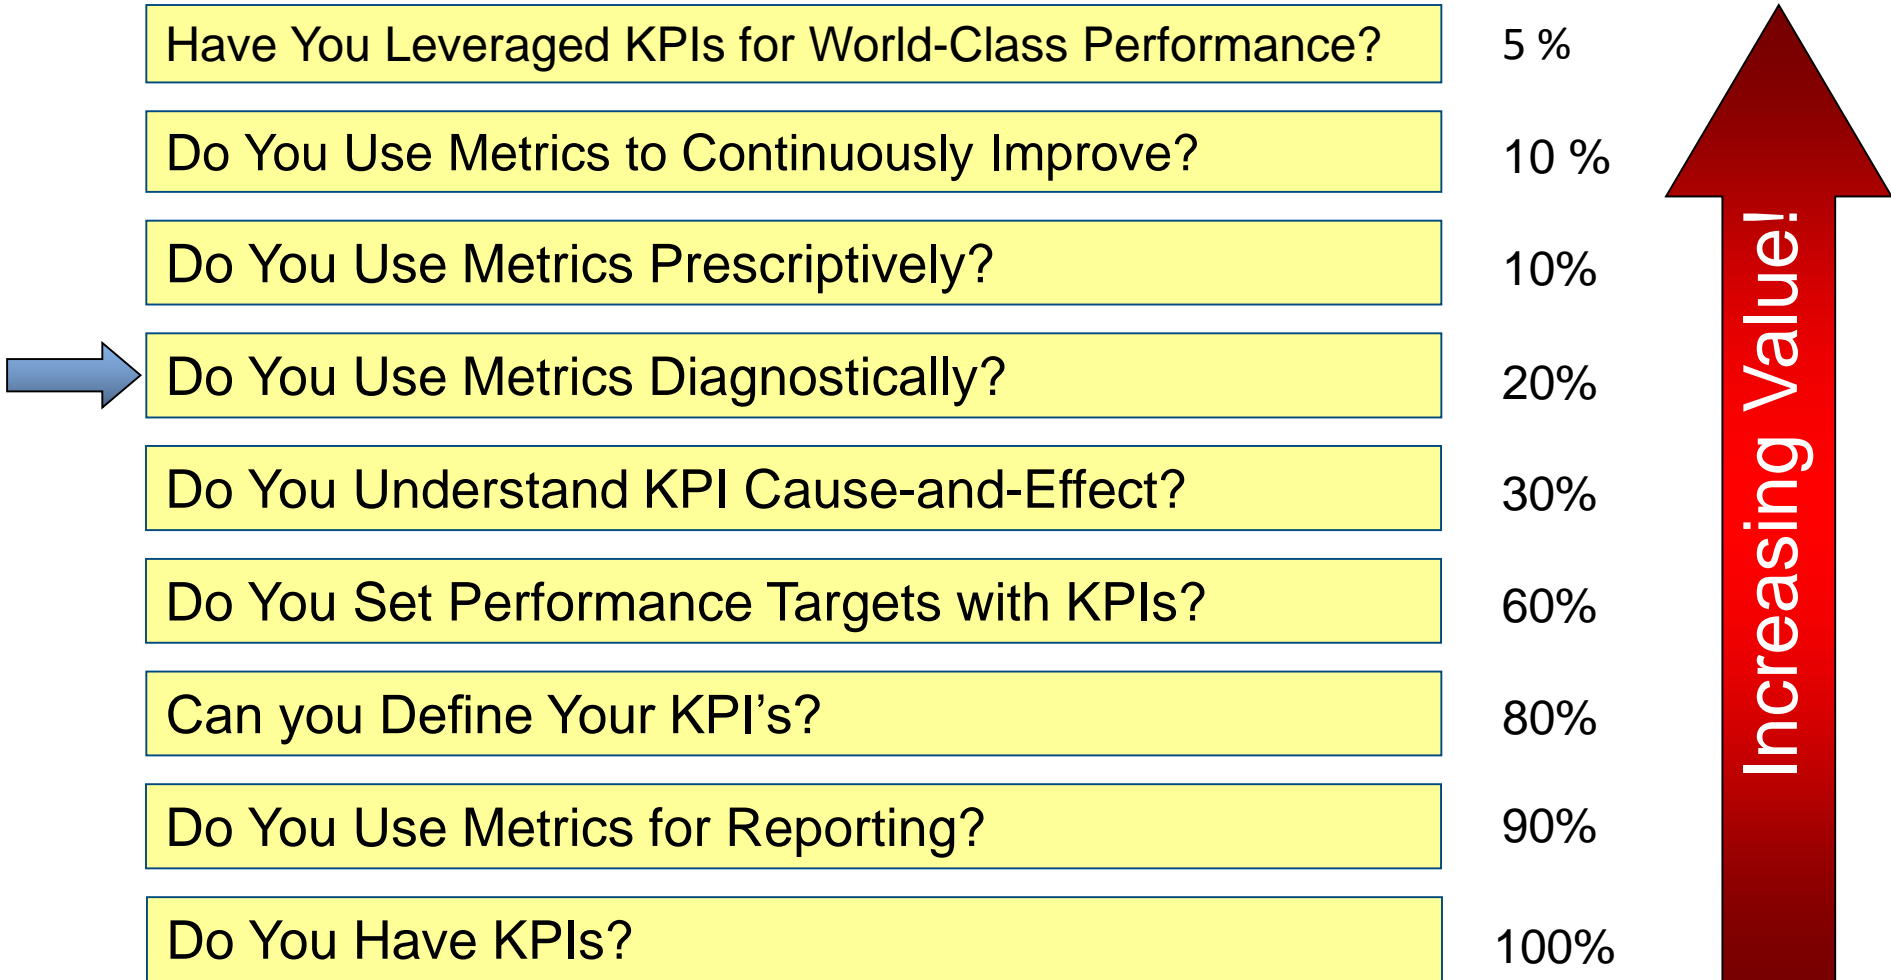 Have You Leveraged KPIs for World-Class Performance? 5 %
Do You Use Metrics to Continuously Improve? 10 %
Do You Use Metrics Prescriptively? 10%
Do You Use Metrics Diagnostically? 20%
Do You Understand KPI Cause-and-Effect? 30%
Do You Set Performance Targets with KPIs? 60%
Can you Define Your KPI’s? 80%
Do You Use Metrics for Reporting? 90%
Do You Have KPIs? 100%
Increasing Value!